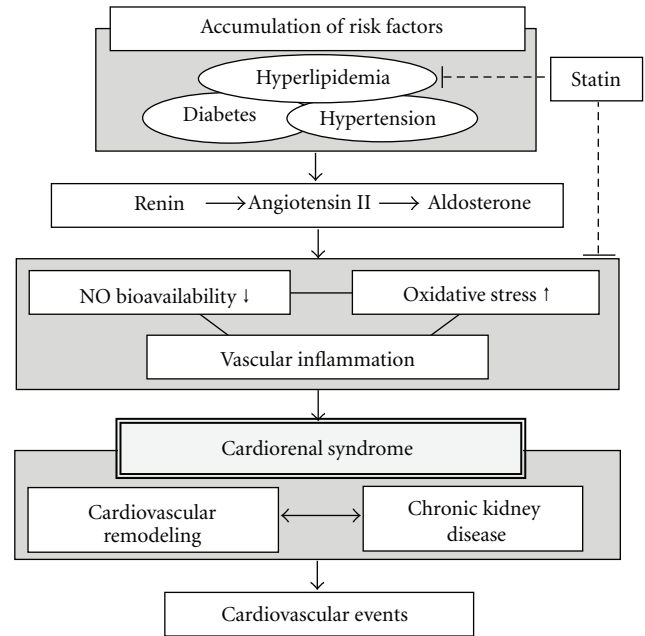 Accumulation of risk factors
Hyperlipidemia
Statin
Diabetes
Hypertension
Renin → Angiotensin II → Aldosterone
NO bioavailability ↓
Oxidative stress ↑
Vascular inflammation
Cardiorenal syndrome
Cardiovascular
remodeling
Chronic kidney
disease
Cardiovascular events